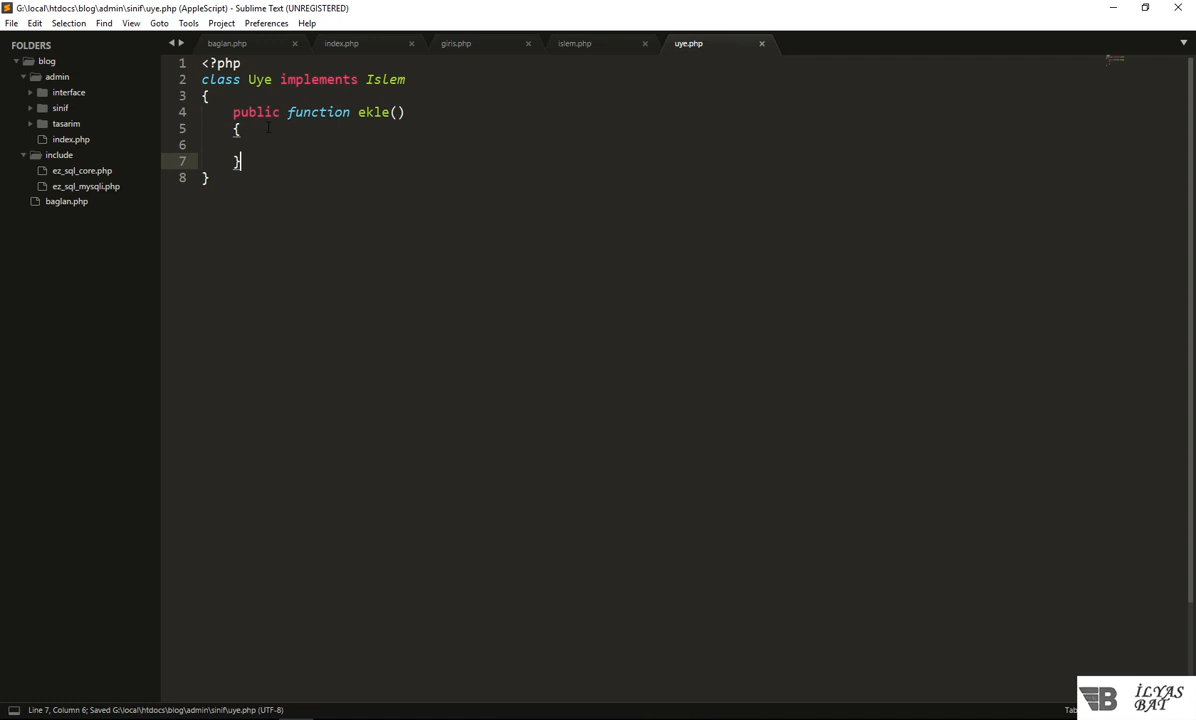 G:\local\htdocs\blog\admin\sinif\uye.php (AppleScript) - Sublime Text (UNREGISTERED)
File Edit Selection Find View Goto Tools Project Preferences Help
FOLDERS
blog
admin
interface
sinif
tasarim
index.php
include
ez_sql_core.php
ez_sql_mysqli.php
baglan.php
baglan.php index.php giris.php islem.php uye.php
1 <?php
2 class Uye implements Islem
3 {
4 public function ekle()
5 {
6
7 }
8 }
Line 7, Column 6; Saved G:\local\htdocs\blog\admin\sinif\uye.php (UTF-8)
İLYAS
BAT